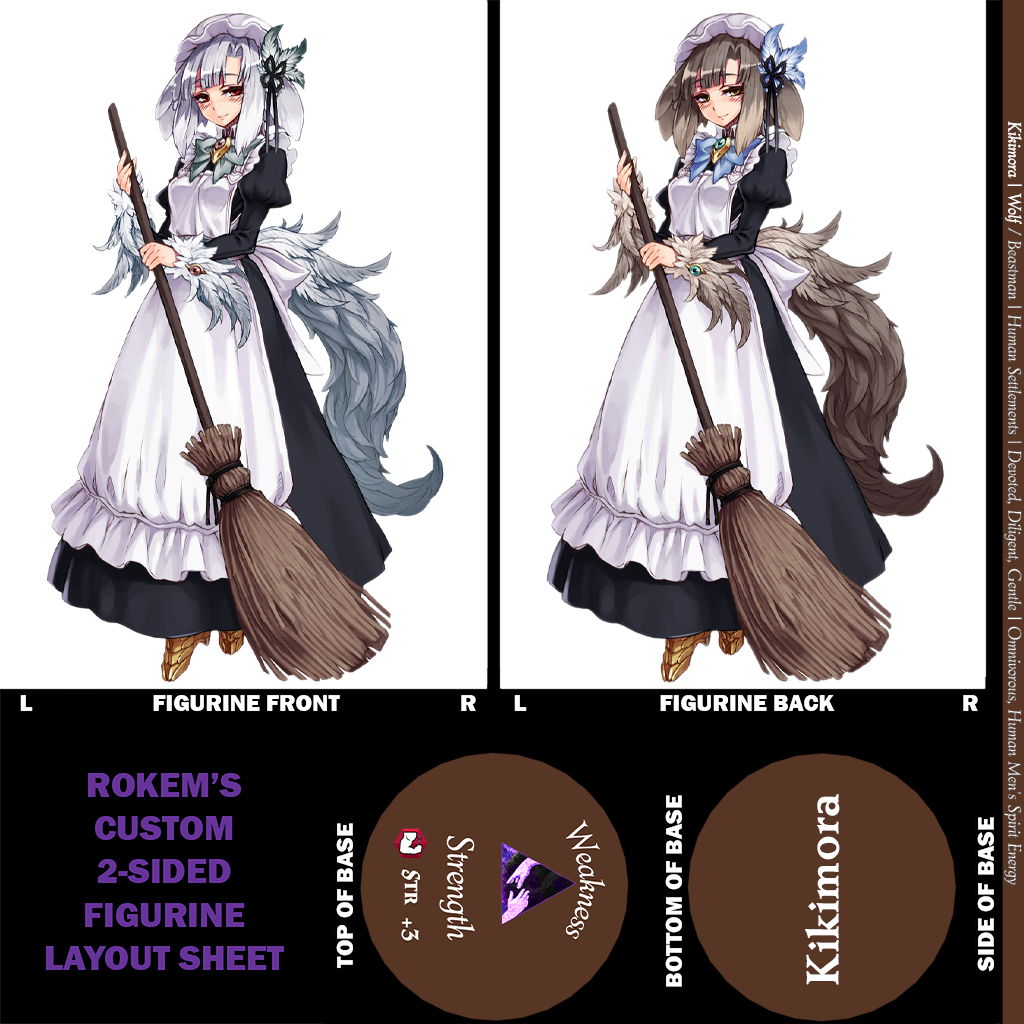 Kikimora | Wolf / Beastman | Human Settlements | Devoted, Diligent, Gentle | Omnivorous, Human Men's Spirit Energy
L FIGURINE FRONT R
L FIGURINE BACK R
ROKEM'S
CUSTOM
2-SIDED
FIGURINE
LAYOUT SHEET
TOP OF BASE
Weakness
Strength
STR +3
BOTTOM OF BASE
Kikimora
SIDE OF BASE